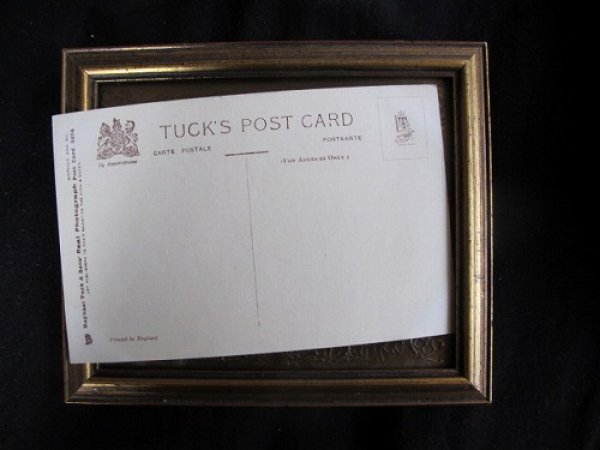 TUCK'S POST CARD
CARTE POSTALE
POSTKARTE
(FOR ADDRESS ONLY)
By Appointment
Raphael Tuck & Sons' "Real Photograph" Post Card
Printed in England